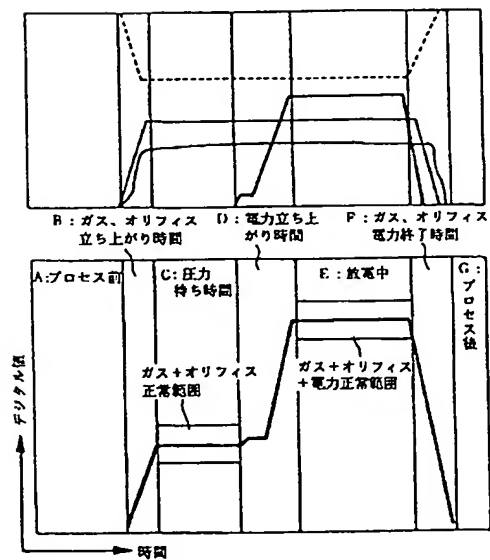 B：ガス、オリフィス
立ち上がり時間
D：電力立ち上
がり時間
F：ガス、オリフィス
電力終了時間
A:プロセス前
C：圧力
待ち時間
E：放電中
G：プロセス後
ガス+オリフィス
正常範囲
ガス+オリフィス
+電力正常範囲
デジタル値
時間